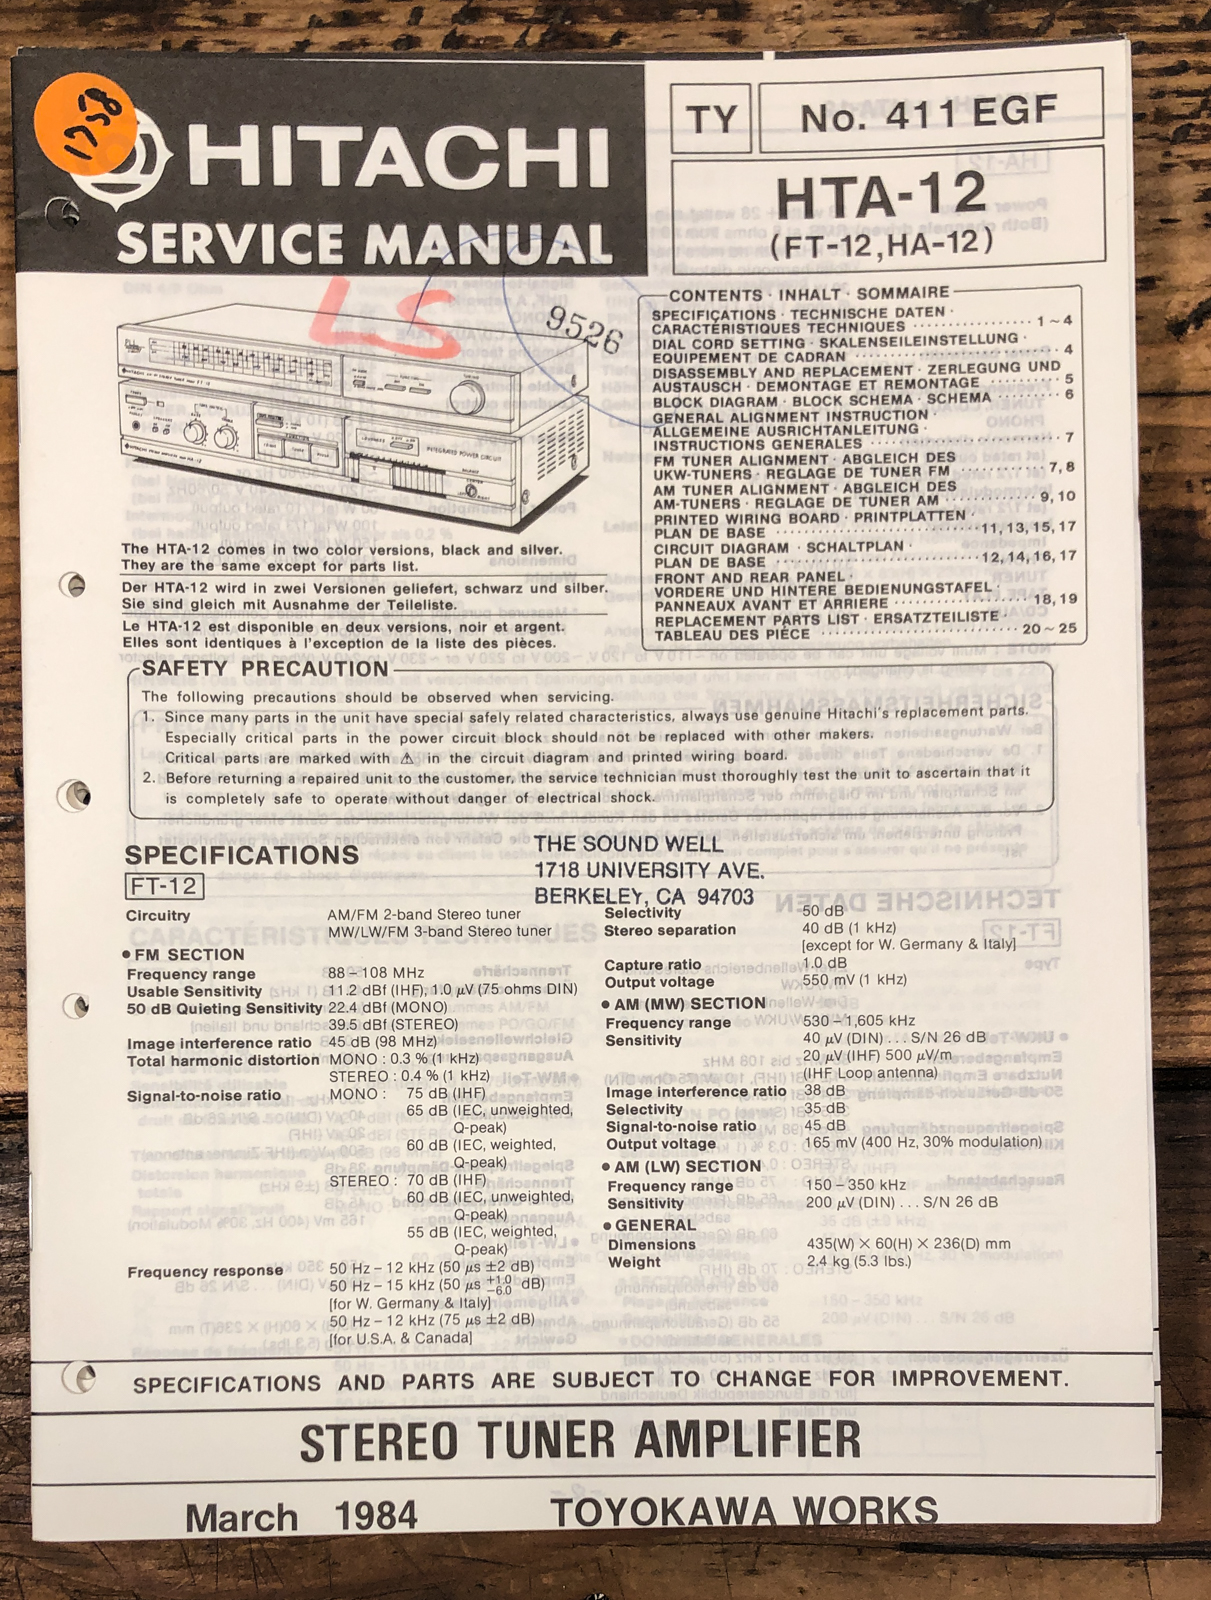 1758
HITACHI
SERVICE MANUAL
TY
No. 411 EGF
HTA-12
(FT-12, HA-12)
LS
9526
CONTENTS · INHALT · SOMMAIRE
SPECIFICATIONS · TECHNISCHE DATEN ·
CARACTÉRISTIQUES TECHNIQUES ················ 1~4
DIAL CORD SETTING · SKALENSEILEINSTELLUNG ·
EQUIPEMENT DE CADRAN ························ 4
DISASSEMBLY AND REPLACEMENT · ZERLEGUNG UND
AUSTAUSCH · DEMONTAGE ET REMONTAGE ········· 5
BLOCK DIAGRAM · BLOCK SCHEMA · SCHEMA ········· 6
GENERAL ALIGNMENT INSTRUCTION ·
ALLGEMEINE AUSRICHTANLEITUNG ·
INSTRUCTIONS GENERALES ························ 7
FM TUNER ALIGNMENT · ABGLEICH DES
UKW-TUNERS · REGLAGE DE TUNER FM ············ 7, 8
AM TUNER ALIGNMENT · ABGLEICH DES
AM-TUNERS · REGLAGE DE TUNER AM ············ 9, 10
PRINTED WIRING BOARD · PRINTPLATTEN ·
PLAN DE BASE ························ 11, 13, 15, 17
CIRCUIT DIAGRAM · SCHALTPLAN ·
PLAN DE BASE ························ 12, 14, 16, 17
FRONT AND REAR PANEL ·
VORDERE UND HINTERE BEDIENUNGSTAFEL ·
PANNEAUX AVANT ET ARRIERE ················ 18, 19
REPLACEMENT PARTS LIST · ERSATZTEILISTE ·
TABLEAU DES PIÈCE ························ 20~25
HITACHI
HITACHI
INTEGRATED POWER CIRCUIT
The HTA-12 comes in two color versions, black and silver.
They are the same except for parts list.
Der HTA-12 wird in zwei Versionen geliefert, schwarz und silber.
Sie sind gleich mit Ausnahme der Teileliste.
Le HTA-12 est disponible en deux versions, noir et argent.
Elles sont identiques à l'exception de la liste des pièces.
SAFETY PRECAUTION
The following precautions should be observed when servicing.
1. Since many parts in the unit have special safely related characteristics, always use genuine Hitachi's replacement parts.
Especially critical parts in the power circuit block should not be replaced with other makers.
Critical parts are marked with ⚠ in the circuit diagram and printed wiring board.
2. Before returning a repaired unit to the customer, the service technician must thoroughly test the unit to ascertain that it
is completely safe to operate without danger of electrical shock.
THE SOUND WELL
1718 UNIVERSITY AVE.
BERKELEY, CA 94703
SPECIFICATIONS
FT-12
Circuitry AM/FM 2-band Stereo tuner
MW/LW/FM 3-band Stereo tuner
● FM SECTION
Frequency range 88 – 108 MHz
Usable Sensitivity 11.2 dBf (IHF), 1.0 μV (75 ohms DIN)
50 dB Quieting Sensitivity 22.4 dBf (MONO)
39.5 dBf (STEREO)
Image interference ratio 45 dB (98 MHz)
Total harmonic distortion MONO : 0.3 % (1 kHz)
STEREO : 0.4 % (1 kHz)
Signal-to-noise ratio MONO : 75 dB (IHF)
65 dB (IEC, unweighted,
Q-peak)
60 dB (IEC, weighted,
Q-peak)
STEREO : 70 dB (IHF)
60 dB (IEC, unweighted,
Q-peak)
55 dB (IEC, weighted,
Q-peak)
Frequency response 50 Hz – 12 kHz (50 μs ±2 dB)
50 Hz – 15 kHz (50 μs +1.0 −6.0 dB)
[for W. Germany & Italy]
50 Hz – 12 kHz (75 μs ±2 dB)
[for U.S.A. & Canada]
Selectivity 50 dB
Stereo separation 40 dB (1 kHz)
[except for W. Germany & Italy]
Capture ratio 1.0 dB
Output voltage 550 mV (1 kHz)
● AM (MW) SECTION
Frequency range 530 – 1,605 kHz
Sensitivity 40 μV (DIN) . . . S/N 26 dB
20 μV (IHF) 500 μV/m
(IHF Loop antenna)
Image interference ratio 38 dB
Selectivity 35 dB
Signal-to-noise ratio 45 dB
Output voltage 165 mV (400 Hz, 30% modulation)
● AM (LW) SECTION
Frequency range 150 – 350 kHz
Sensitivity 200 μV (DIN) . . . S/N 26 dB
● GENERAL
Dimensions 435(W) × 60(H) × 236(D) mm
Weight 2.4 kg (5.3 lbs.)
SPECIFICATIONS AND PARTS ARE SUBJECT TO CHANGE FOR IMPROVEMENT.
STEREO TUNER AMPLIFIER
March 1984 TOYOKAWA WORKS